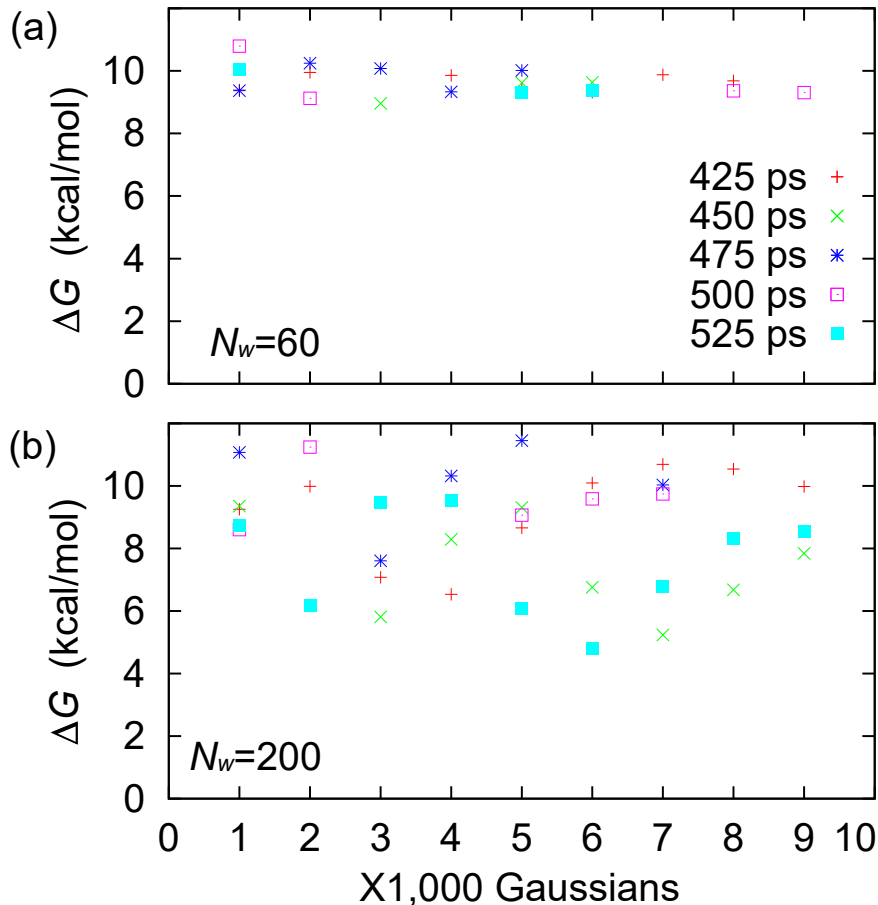 (a)
10
8
6
4
2
0
ΔG (kcal/mol)
425 ps
450 ps
475 ps
500 ps
525 ps
Nw=60
(b)
10
8
6
4
2
0
ΔG (kcal/mol)
Nw=200
0 1 2 3 4 5 6 7 8 9 10
X1,000 Gaussians